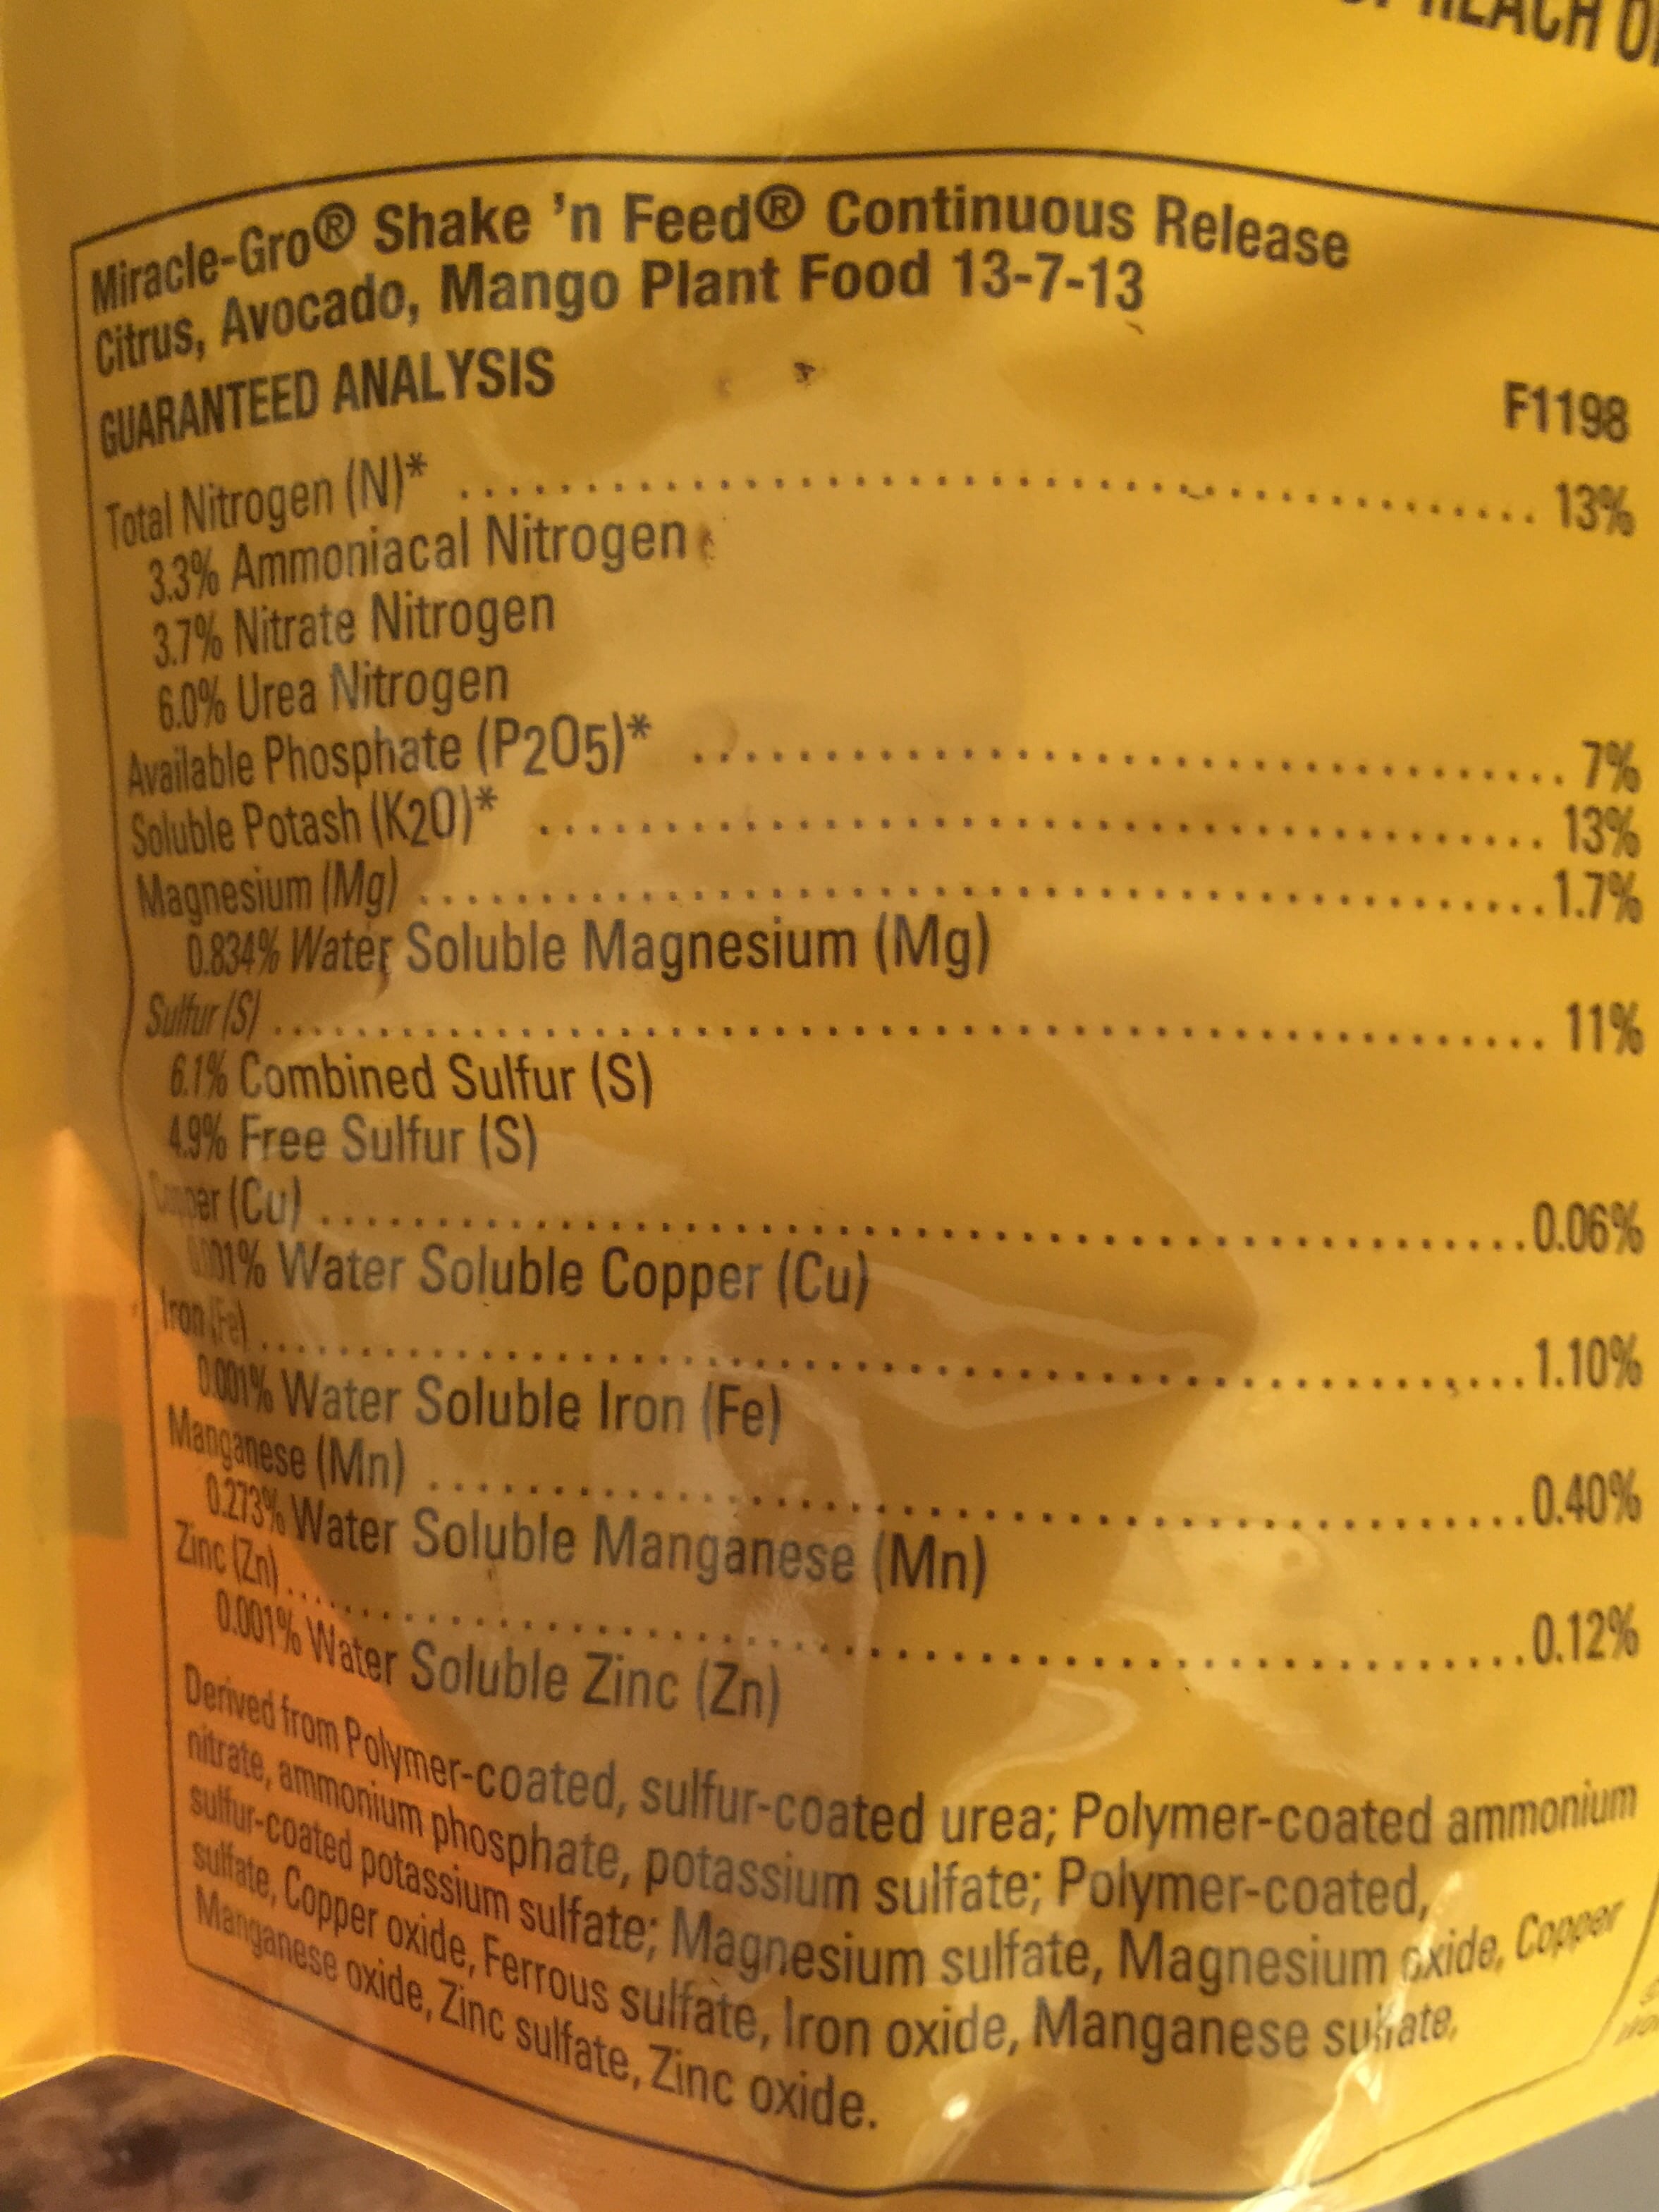 REACH
Miracle-Gro® Shake 'n Feed® Continuous Release
Citrus, Avocado, Mango Plant Food 13-7-13
GUARANTEED ANALYSIS
F1198
Total Nitrogen (N)* .......... 13%
3.3% Ammoniacal Nitrogen
3.7% Nitrate Nitrogen
6.0% Urea Nitrogen
Available Phosphate (P2O5)* .......... 7%
Soluble Potash (K2O)* .......... 13%
Magnesium (Mg) .......... 1.7%
0.834% Water Soluble Magnesium (Mg)
Sulfur (S) .......... 11%
6.1% Combined Sulfur (S)
4.9% Free Sulfur (S)
Copper (Cu) .......... 0.06%
0.001% Water Soluble Copper (Cu)
Iron (Fe) .......... 1.10%
0.001% Water Soluble Iron (Fe)
Manganese (Mn) .......... 0.40%
0.273% Water Soluble Manganese (Mn)
Zinc (Zn) .......... 0.12%
0.001% Water Soluble Zinc (Zn)
Derived from Polymer-coated, sulfur-coated urea; Polymer-coated ammonium
nitrate, ammonium phosphate, potassium sulfate; Polymer-coated,
sulfur-coated potassium sulfate; Magnesium sulfate, Magnesium oxide, Copper
sulfate, Copper oxide, Ferrous sulfate, Iron oxide, Manganese sulfate,
Manganese oxide, Zinc sulfate, Zinc oxide.